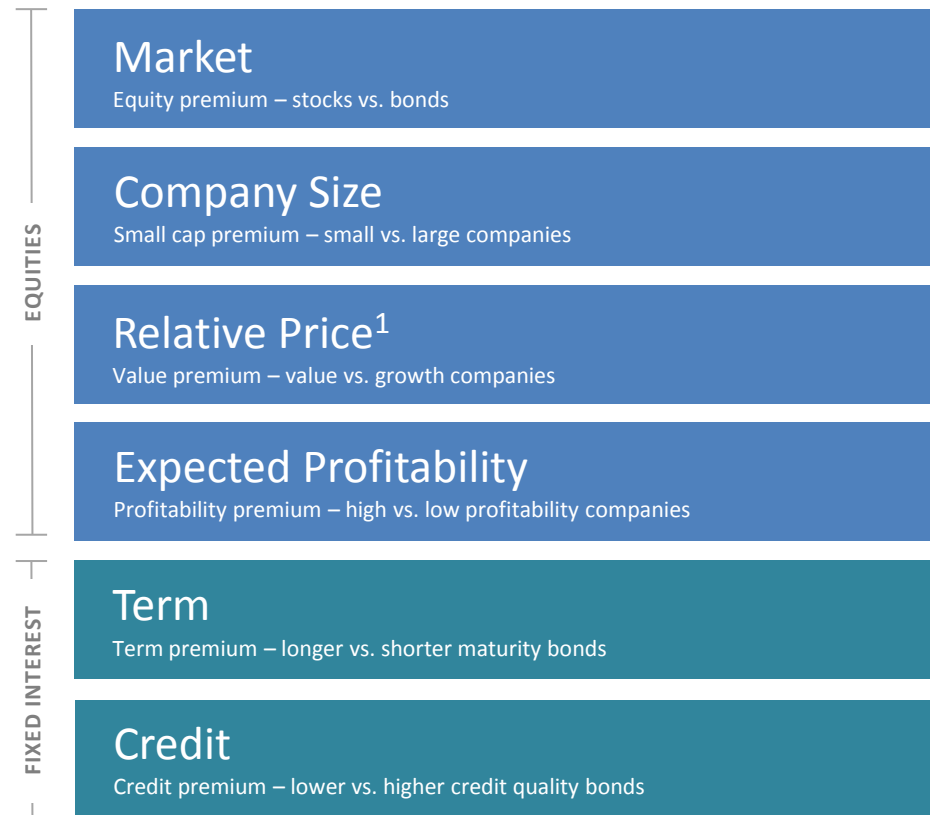 EQUITIES
Market
Equity premium – stocks vs. bonds
Company Size
Small cap premium – small vs. large companies
Relative Price¹
Value premium – value vs. growth companies
Expected Profitability
Profitability premium – high vs. low profitability companies
FIXED INTEREST
Term
Term premium – longer vs. shorter maturity bonds
Credit
Credit premium – lower vs. higher credit quality bonds